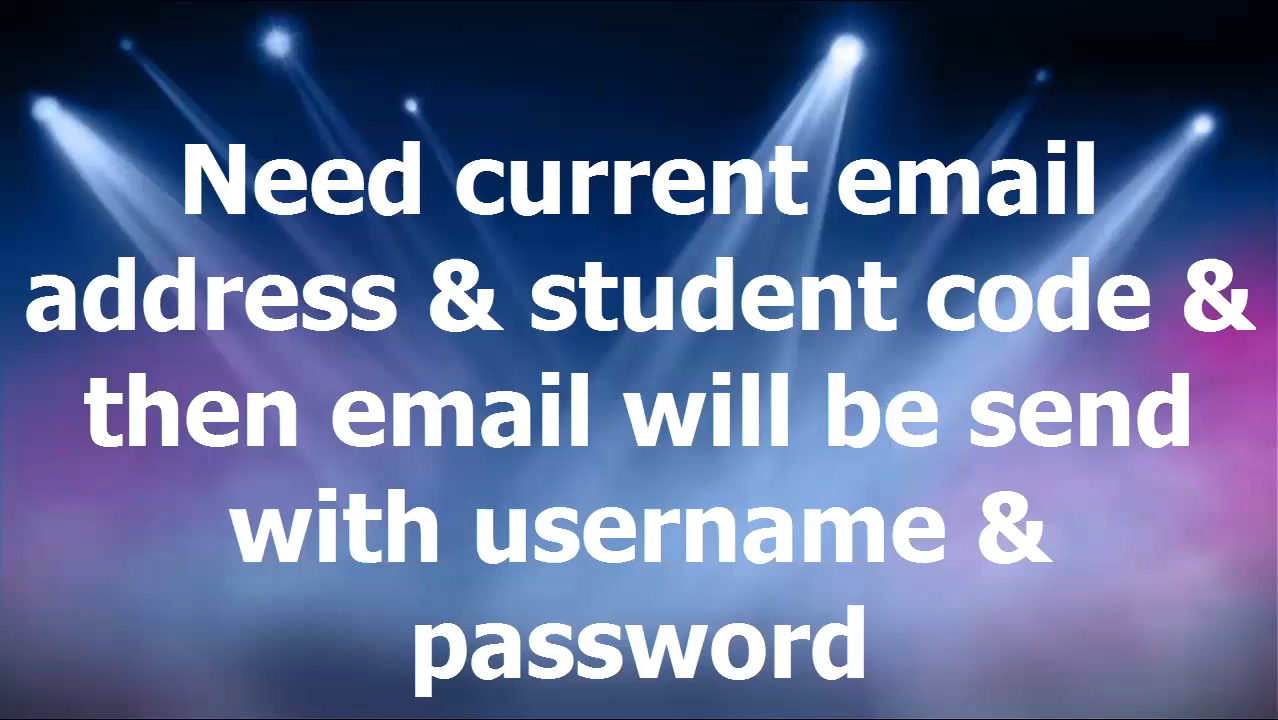 Need current email
address & student code &
then email will be send
with username &
password